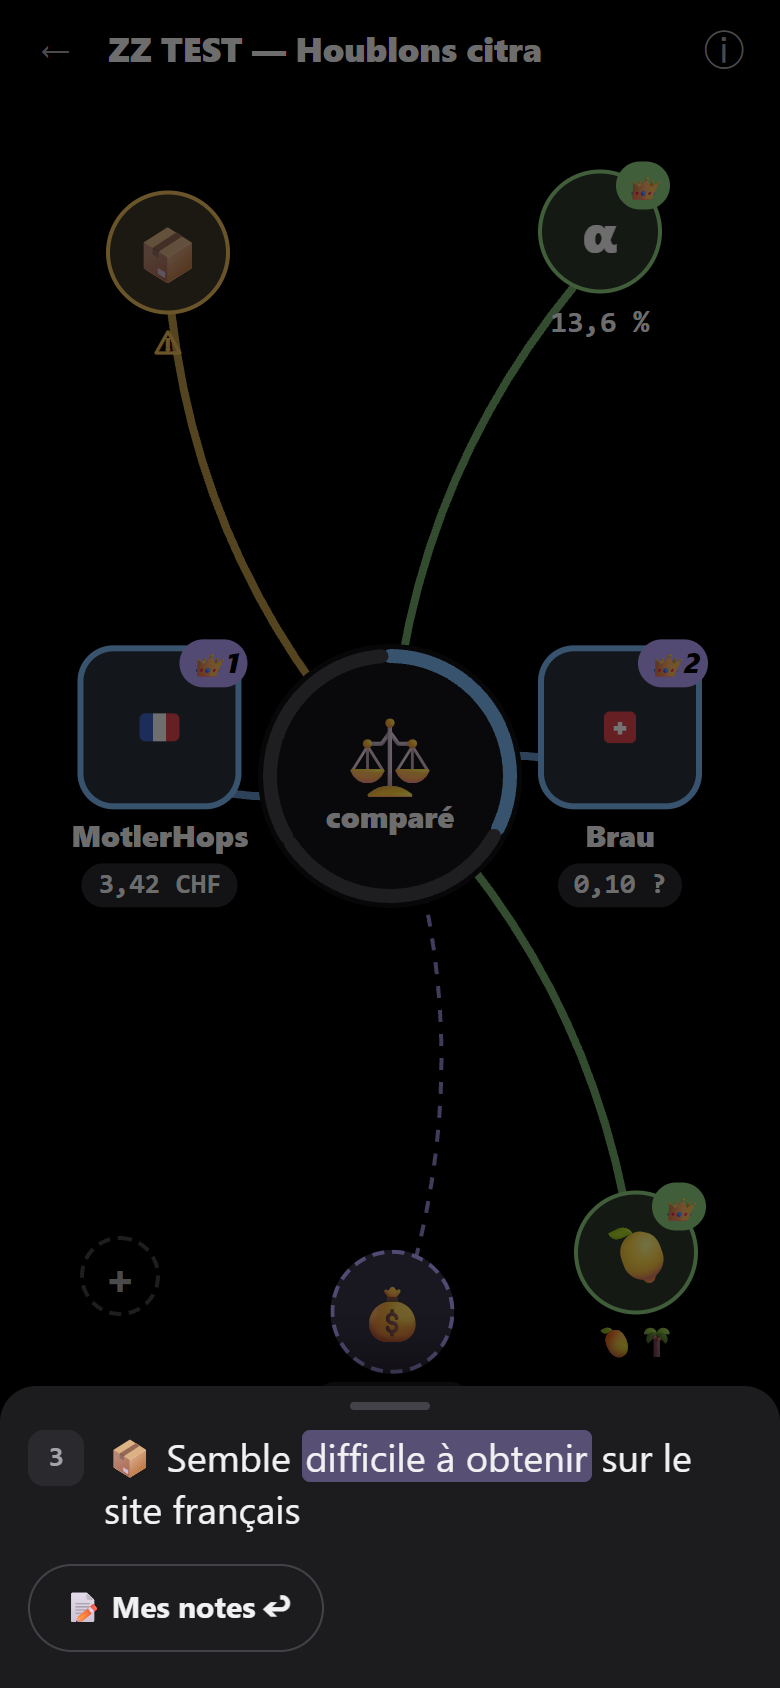 ← ZZ TEST — Houblons citra ⓘ
α
13,6 %
⚠
1
2
comparé
MotlerHops
Brau
3,42 CHF
0,10 ?
+
3 📦 Semble difficile à obtenir sur le
site français
📝 Mes notes ↩